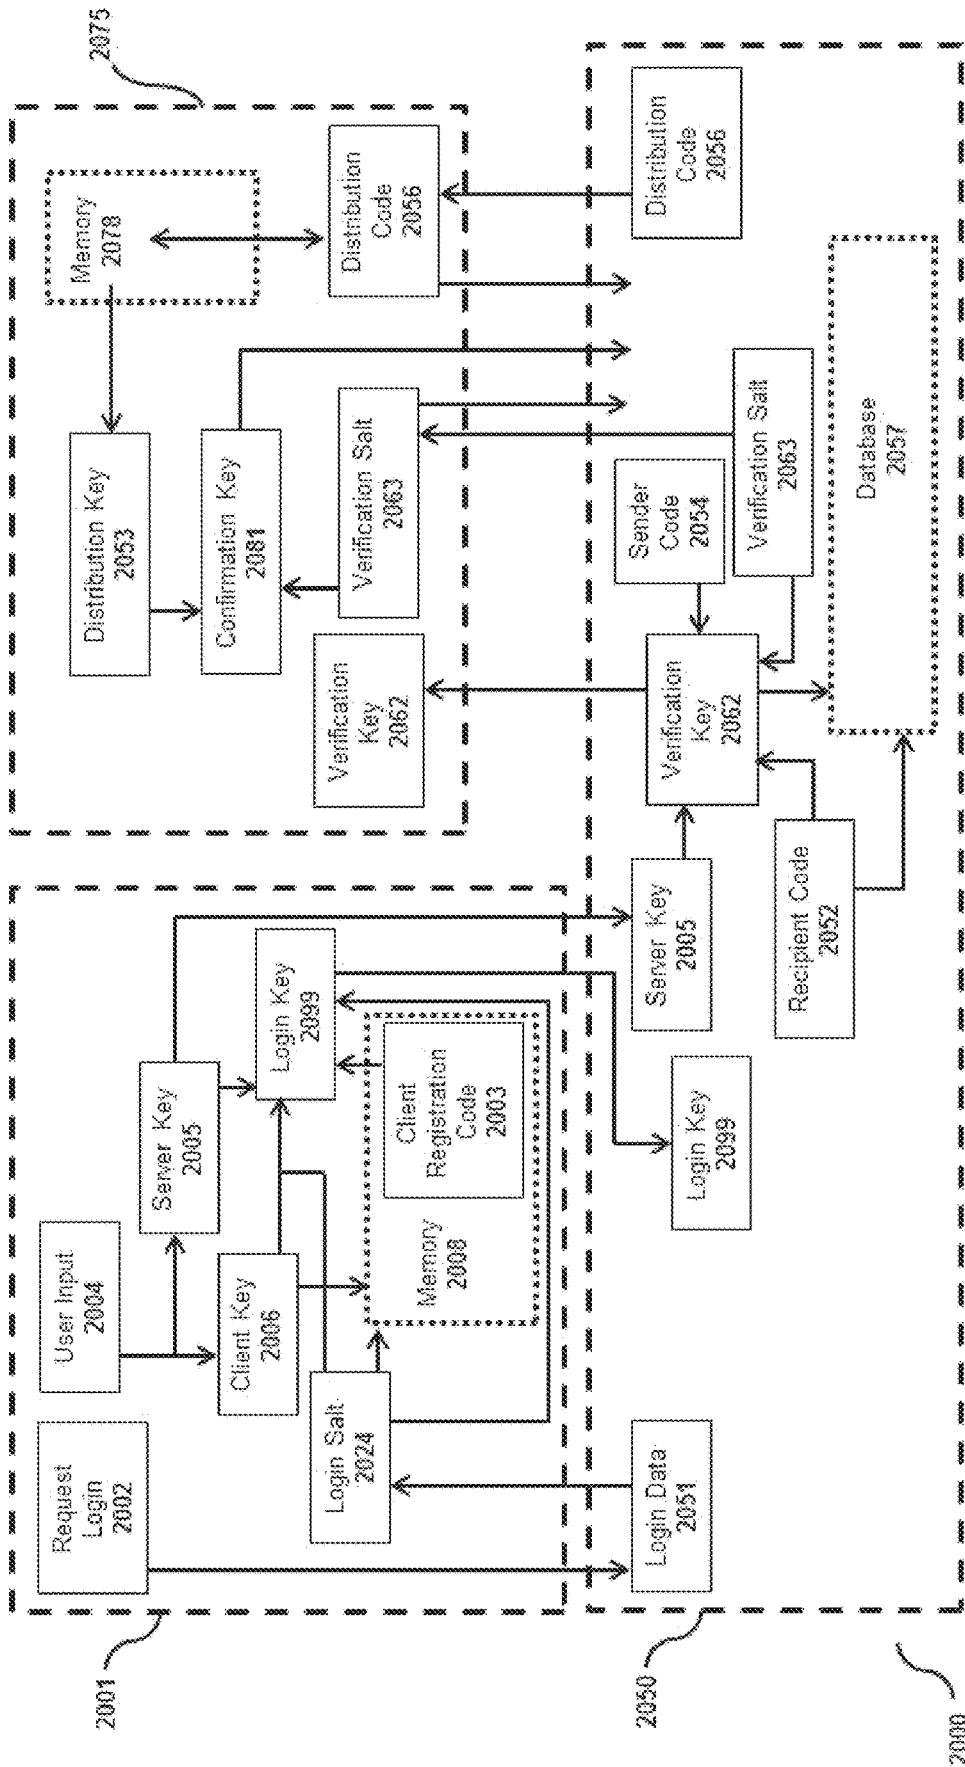 2001
Request
Login
2002
User Input
2004
Server Key
2005
Client Key
2006
Login Key
2099
Login Salt
2024
Memory
2008
Client
Registration
Code
2003
2075
Memory
2078
Distribution Key
2053
Confirmation Key
2081
Verification
Key
2062
Verification Salt
2063
Distribution
Code
2056
2050
Login Data
2051
Login Key
2099
Server Key
2005
Verification
Key
2062
Sender
Code
2054
Distribution
Code
2056
Recipient Code
2052
Verification Salt
2063
Database
2057
2000